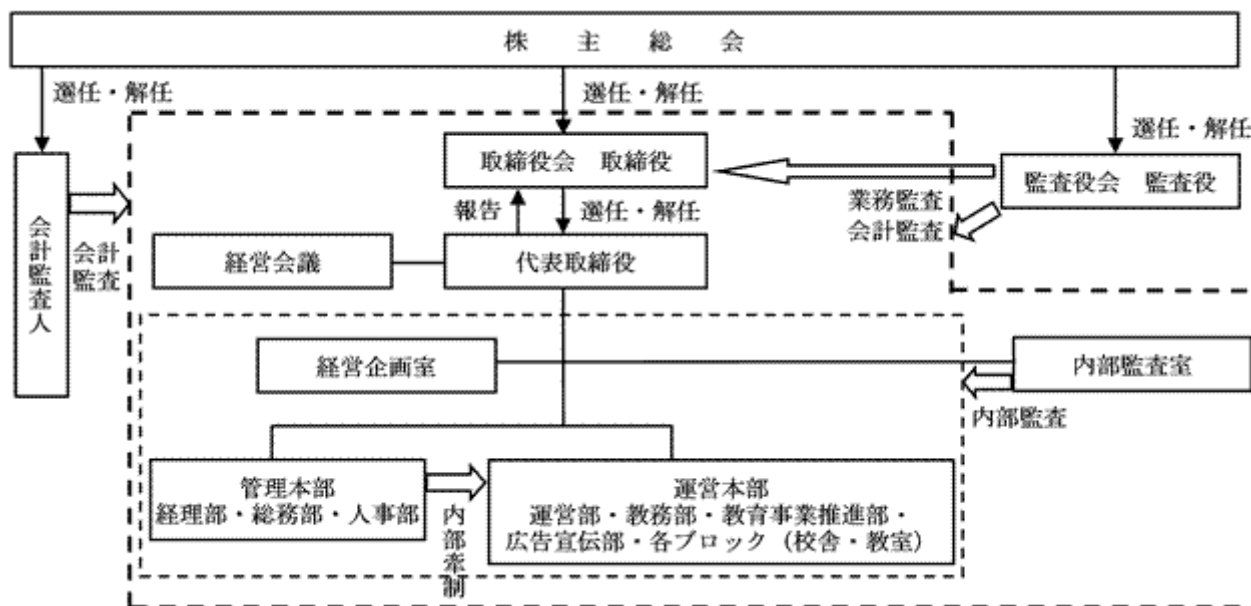 株主総会
選任・解任
選任・解任
選任・解任
取締役会 取締役
監査役会 監査役
業務監査
会計監査
会計監査人
会計
監査
報告
選任・解任
経営会議
代表取締役
経営企画室
内部監査室
内部監査
管理本部
経理部・総務部・人事部
内部牽制
運営本部
運営部・教務部・教育事業推進部・
広告宣伝部・各ブロック（校舎・教室）